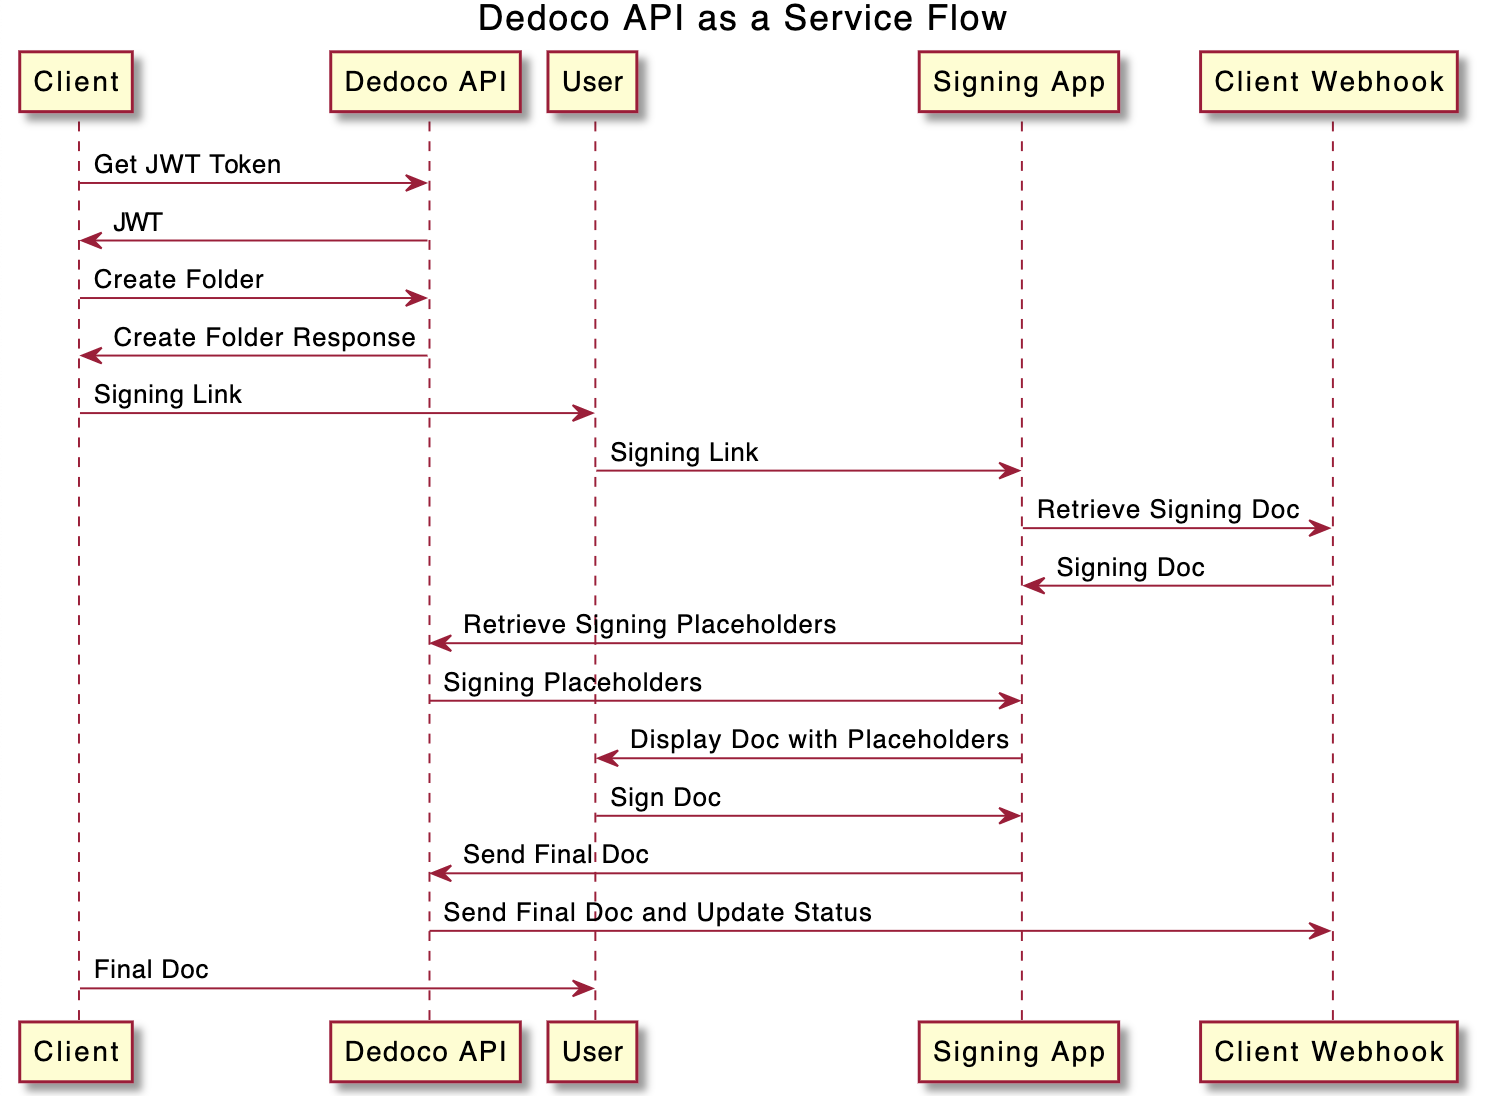 Dedoco API as a Service Flow
Client
Dedoco API
User
Signing App
Client Webhook
Get JWT Token
JWT
Create Folder
Create Folder Response
Signing Link
Signing Link
Retrieve Signing Doc
Signing Doc
Retrieve Signing Placeholders
Signing Placeholders
Display Doc with Placeholders
Sign Doc
Send Final Doc
Send Final Doc and Update Status
Final Doc
Client
Dedoco API
User
Signing App
Client Webhook